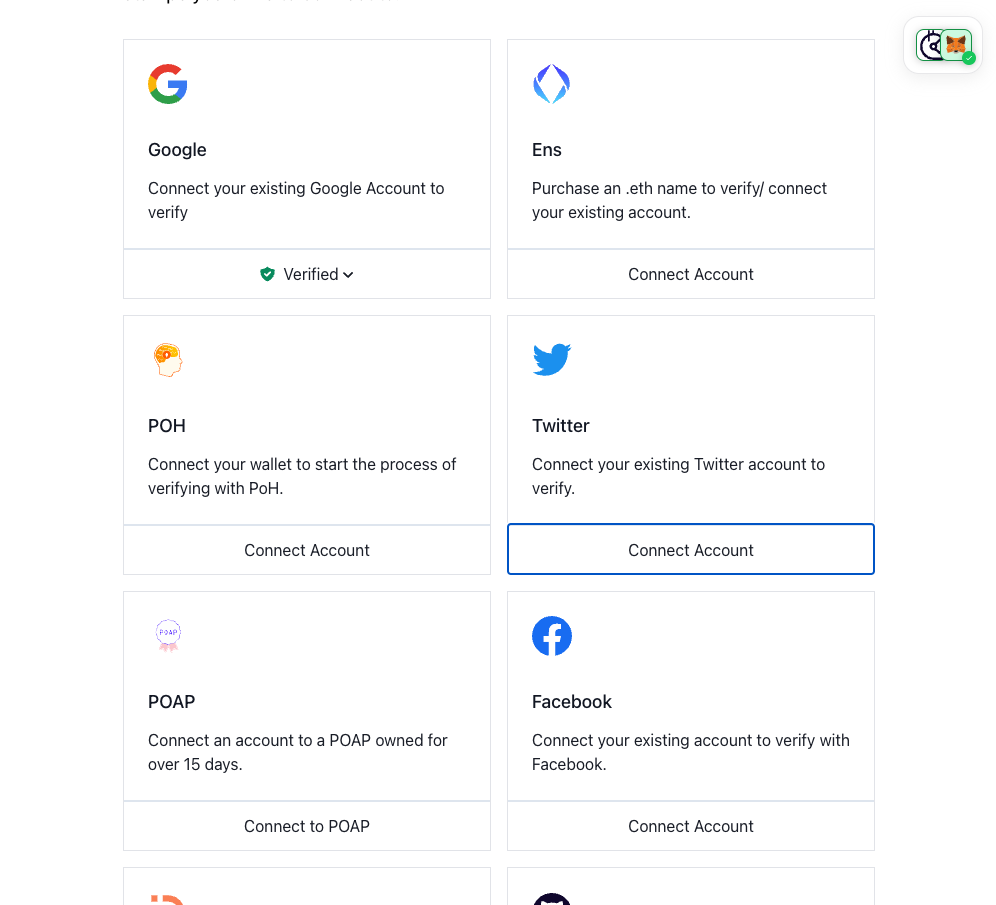 Google
Connect your existing Google Account to
verify
Verified
Ens
Purchase an .eth name to verify/ connect
your existing account.
Connect Account
POH
Connect your wallet to start the process of
verifying with PoH.
Connect Account
Twitter
Connect your existing Twitter account to
verify.
Connect Account
POAP
POAP
Connect an account to a POAP owned for
over 15 days.
Connect to POAP
Facebook
Connect your existing account to verify with
Facebook.
Connect Account